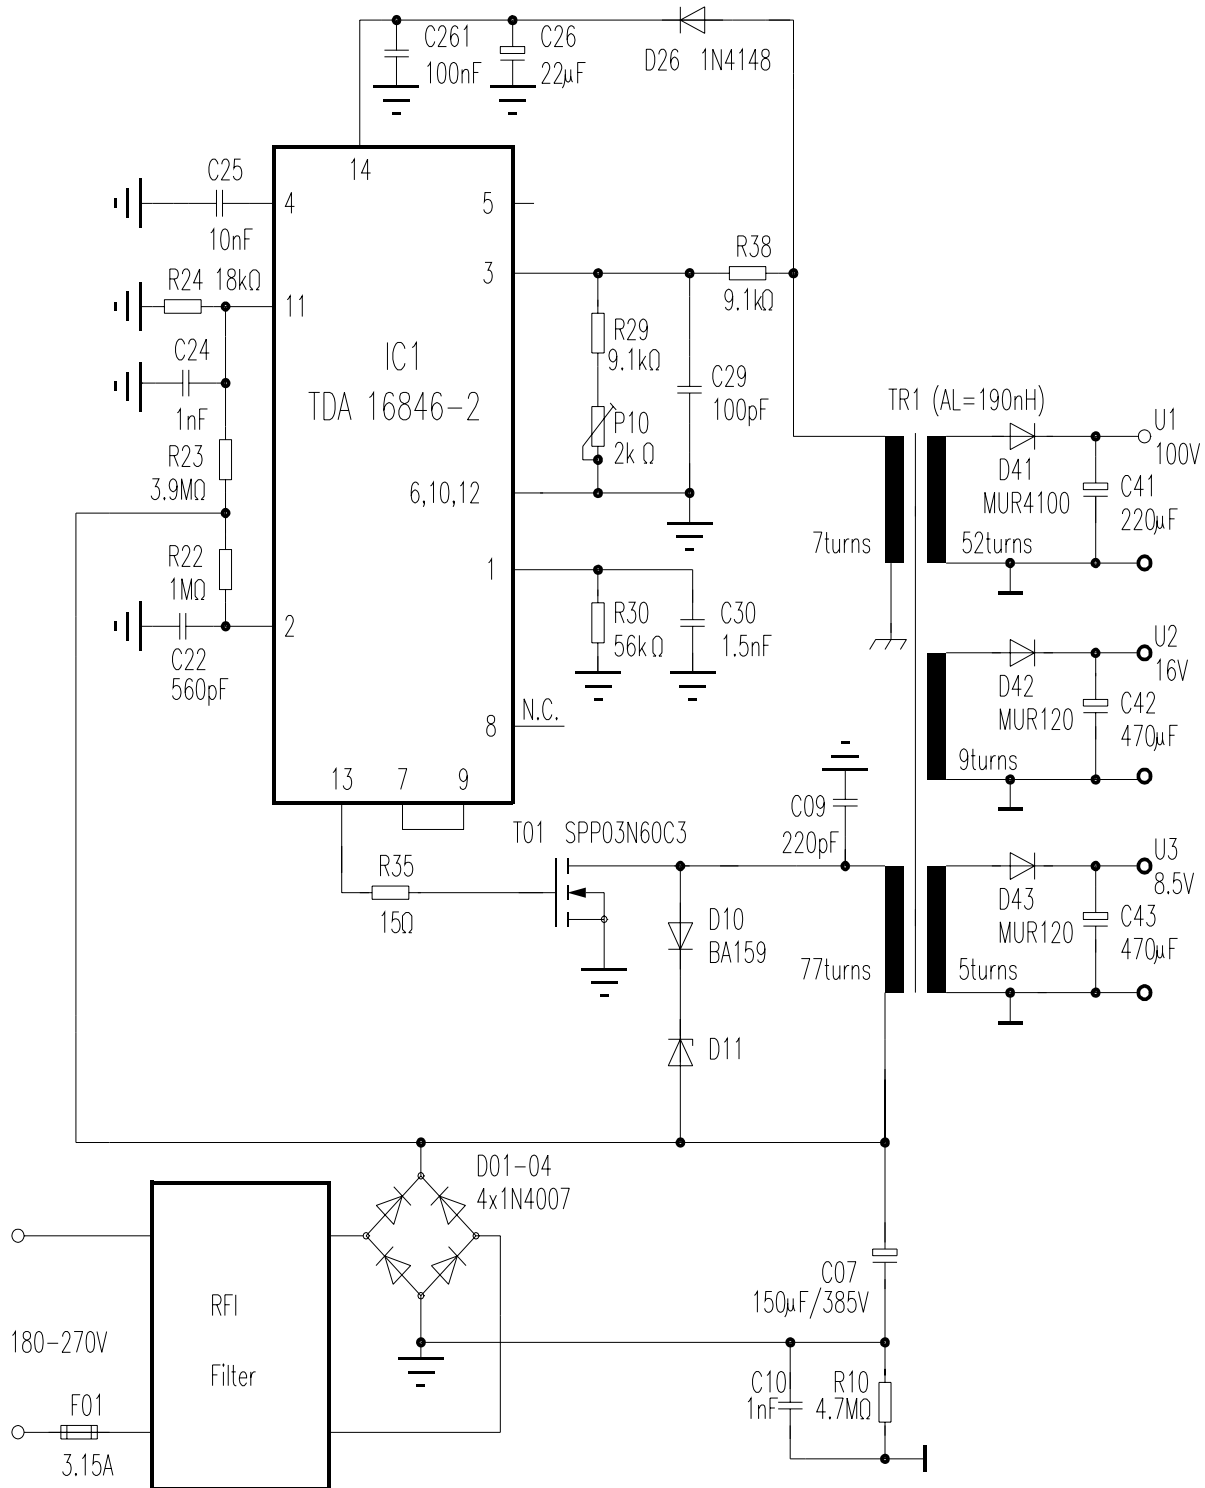 C261
100nF
C26
22µF
D26 1N4148
14
C25
10nF
4
5
R24 18kΩ
11
3
R38
9.1kΩ
C24
1nF
IC1
TDA 16846-2
R29
9.1kΩ
C29
100pF
P10
2k Ω
TR1 (AL=190nH)
U1
100V
R23
3.9MΩ
6,10,12
D41
MUR4100
C41
220µF
7turns
52turns
R22
1MΩ
1
R30
56kΩ
C30
1.5nF
2
C22
560pF
U2
16V
D42
MUR120
C42
470µF
9turns
8
N.C.
13
7
9
T01 SPP03N60C3
C09
220pF
U3
8.5V
R35
15Ω
D10
BA159
D43
MUR120
C43
470µF
77turns
5turns
D11
D01-04
4x1N4007
C07
150µF/385V
RFI
Filter
180-270V
F01
3.15A
C10
1nF
R10
4.7MΩ